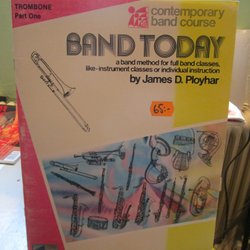 TROMBONE
Part One
contemporary
band course
BAND TODAY
a band method for full band classes,
like-instrument classes or individual instruction
by James D. Ployhar
65:-